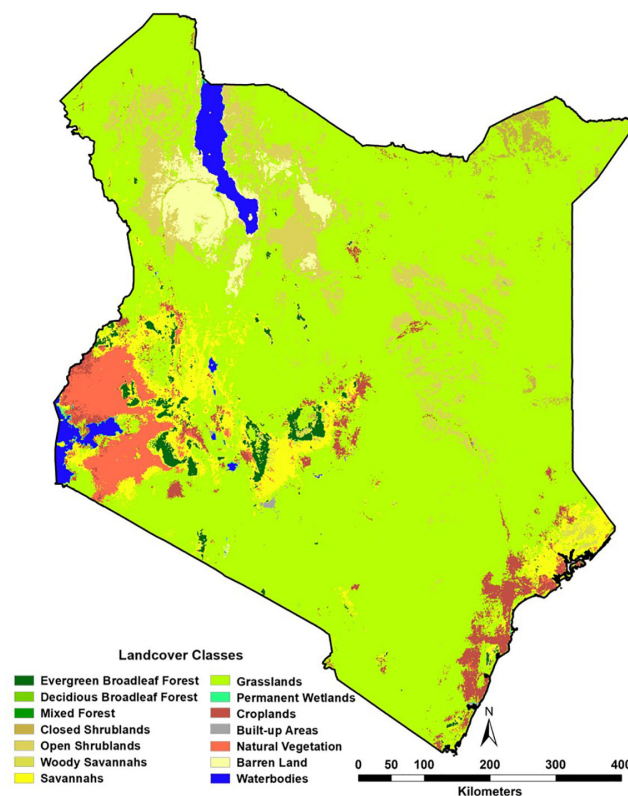 Landcover Classes
Evergreen Broadleaf Forest
Decidious Broadleaf Forest
Mixed Forest
Closed Shrublands
Open Shrublands
Woody Savannahs
Savannahs
Grasslands
Permanent Wetlands
Croplands
Built-up Areas
Natural Vegetation
Barren Land
Waterbodies
N
0 100 200 300 400
Kilometers